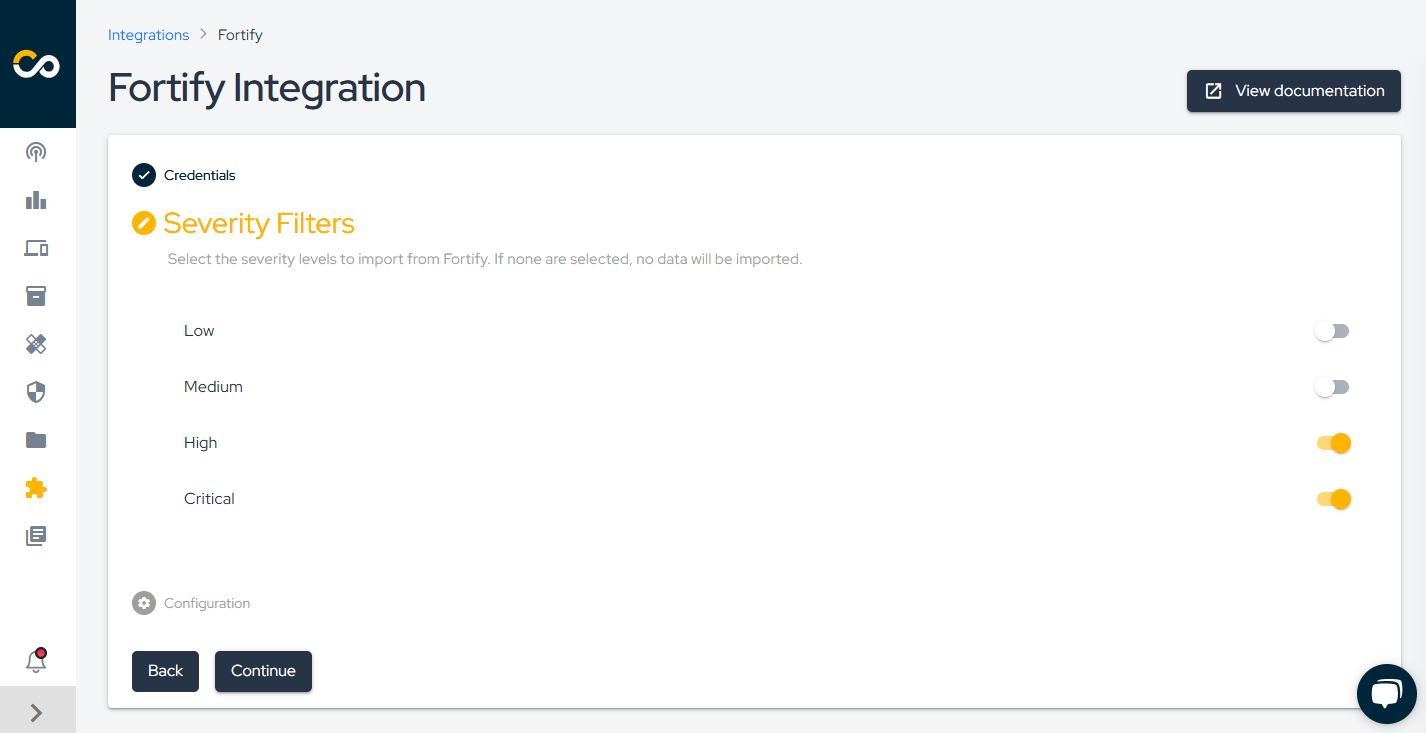 Integrations > Fortify
Fortify Integration
View documentation
Credentials
Severity Filters
Select the severity levels to import from Fortify. If none are selected, no data will be imported.
Low
Medium
High
Critical
Configuration
Back
Continue